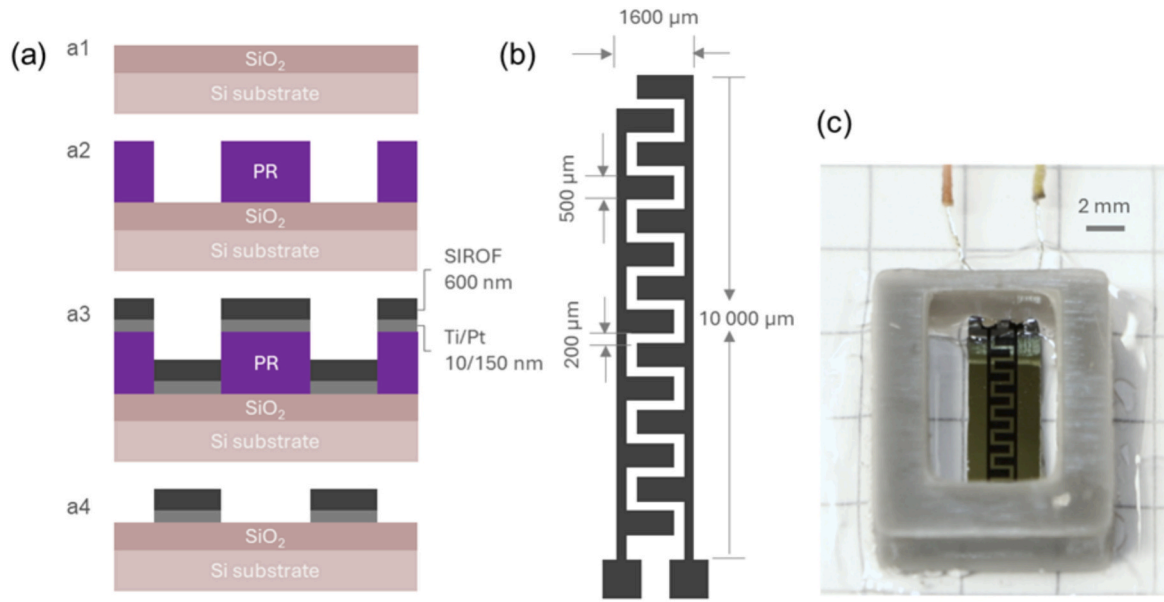 (a)
a1
SiO₂
Si substrate
a2
PR
SiO₂
Si substrate
a3
SIROF
600 nm
Ti/Pt
10/150 nm
PR
SiO₂
Si substrate
a4
SiO₂
Si substrate
(b)
1600 µm
500 µm
200 µm
10 000 µm
(c)
2 mm